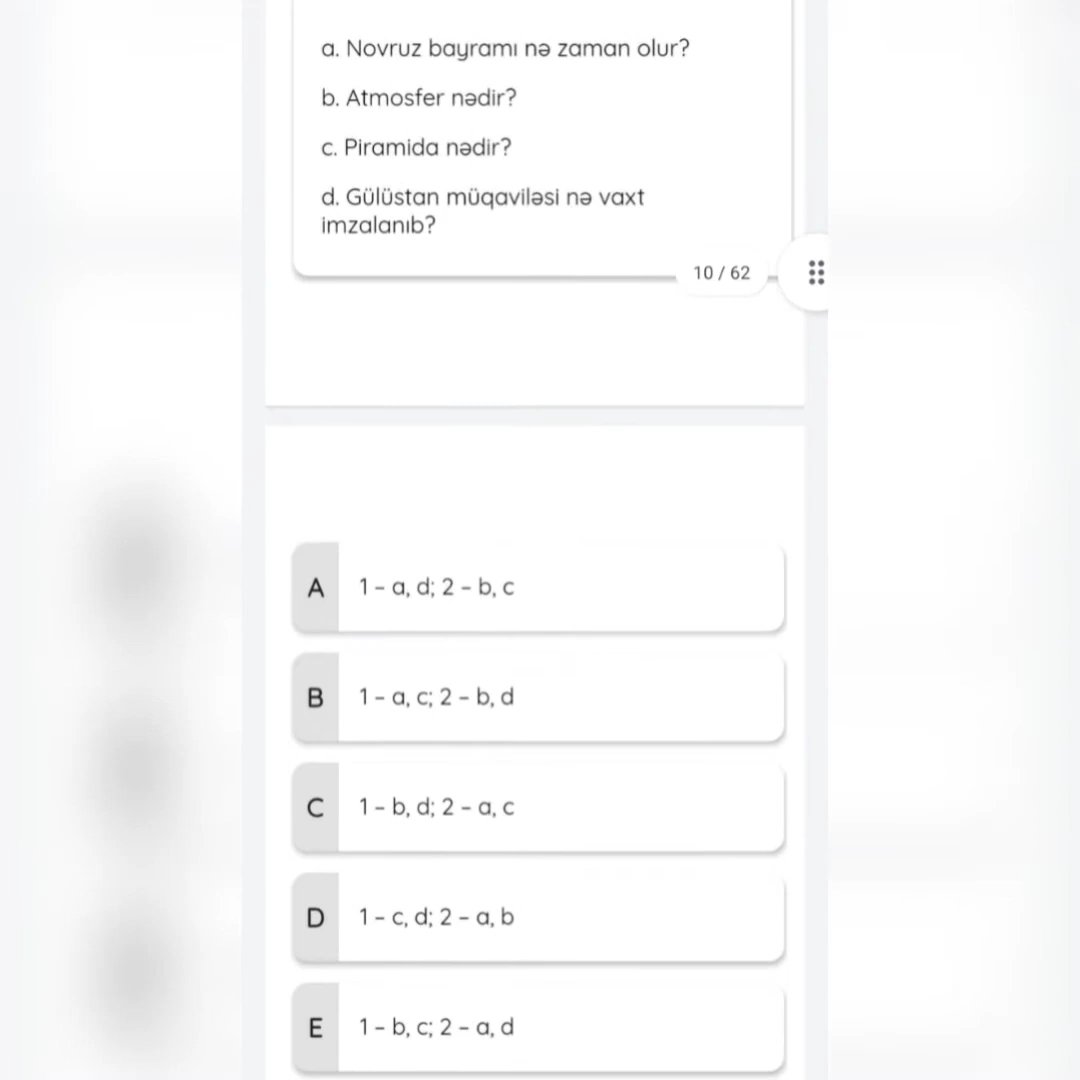 a. Novruz bayramı nə zaman olur?
b. Atmosfer nədir?
c. Piramida nədir?
d. Gülüstan müqaviləsi nə vaxt
imzalanıb?
10 / 62
A 1 – a, d; 2 – b, c
B 1 – a, c; 2 – b, d
C 1 – b, d; 2 – a, c
D 1 – c, d; 2 – a, b
E 1 – b, c; 2 – a, d